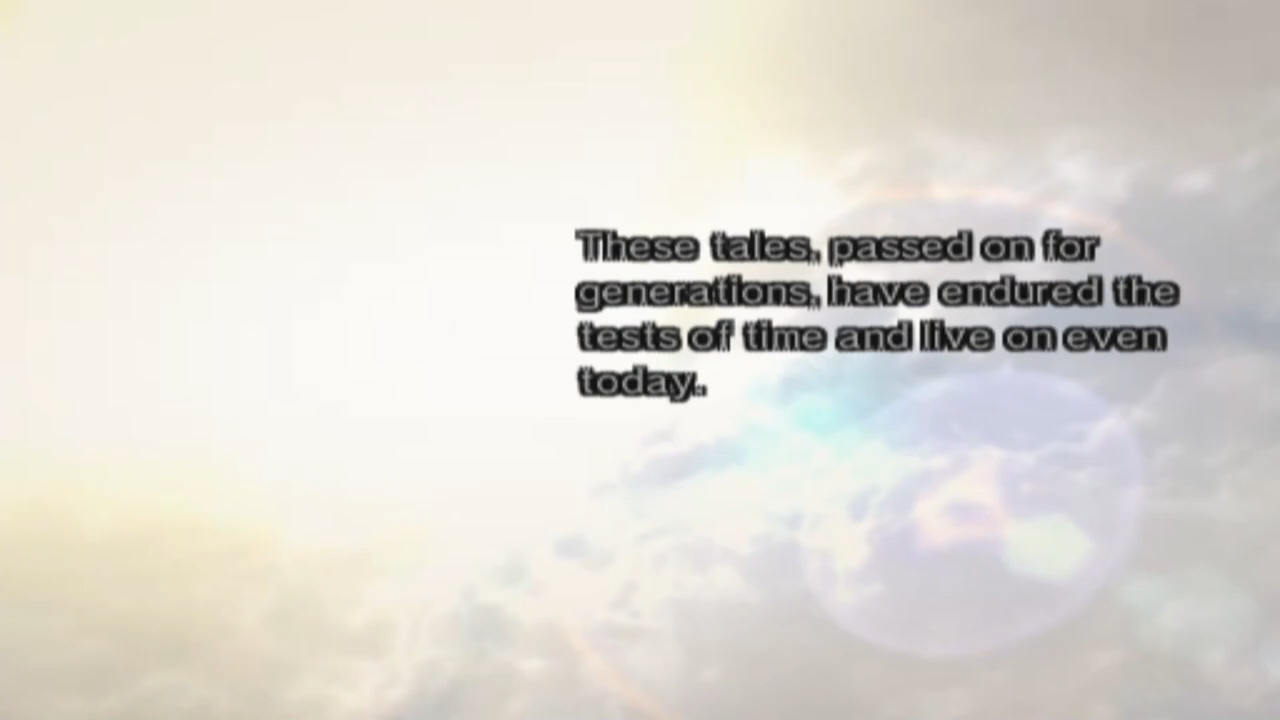 These tales, passed on for
generations, have endured the
tests of time and live on even
today.